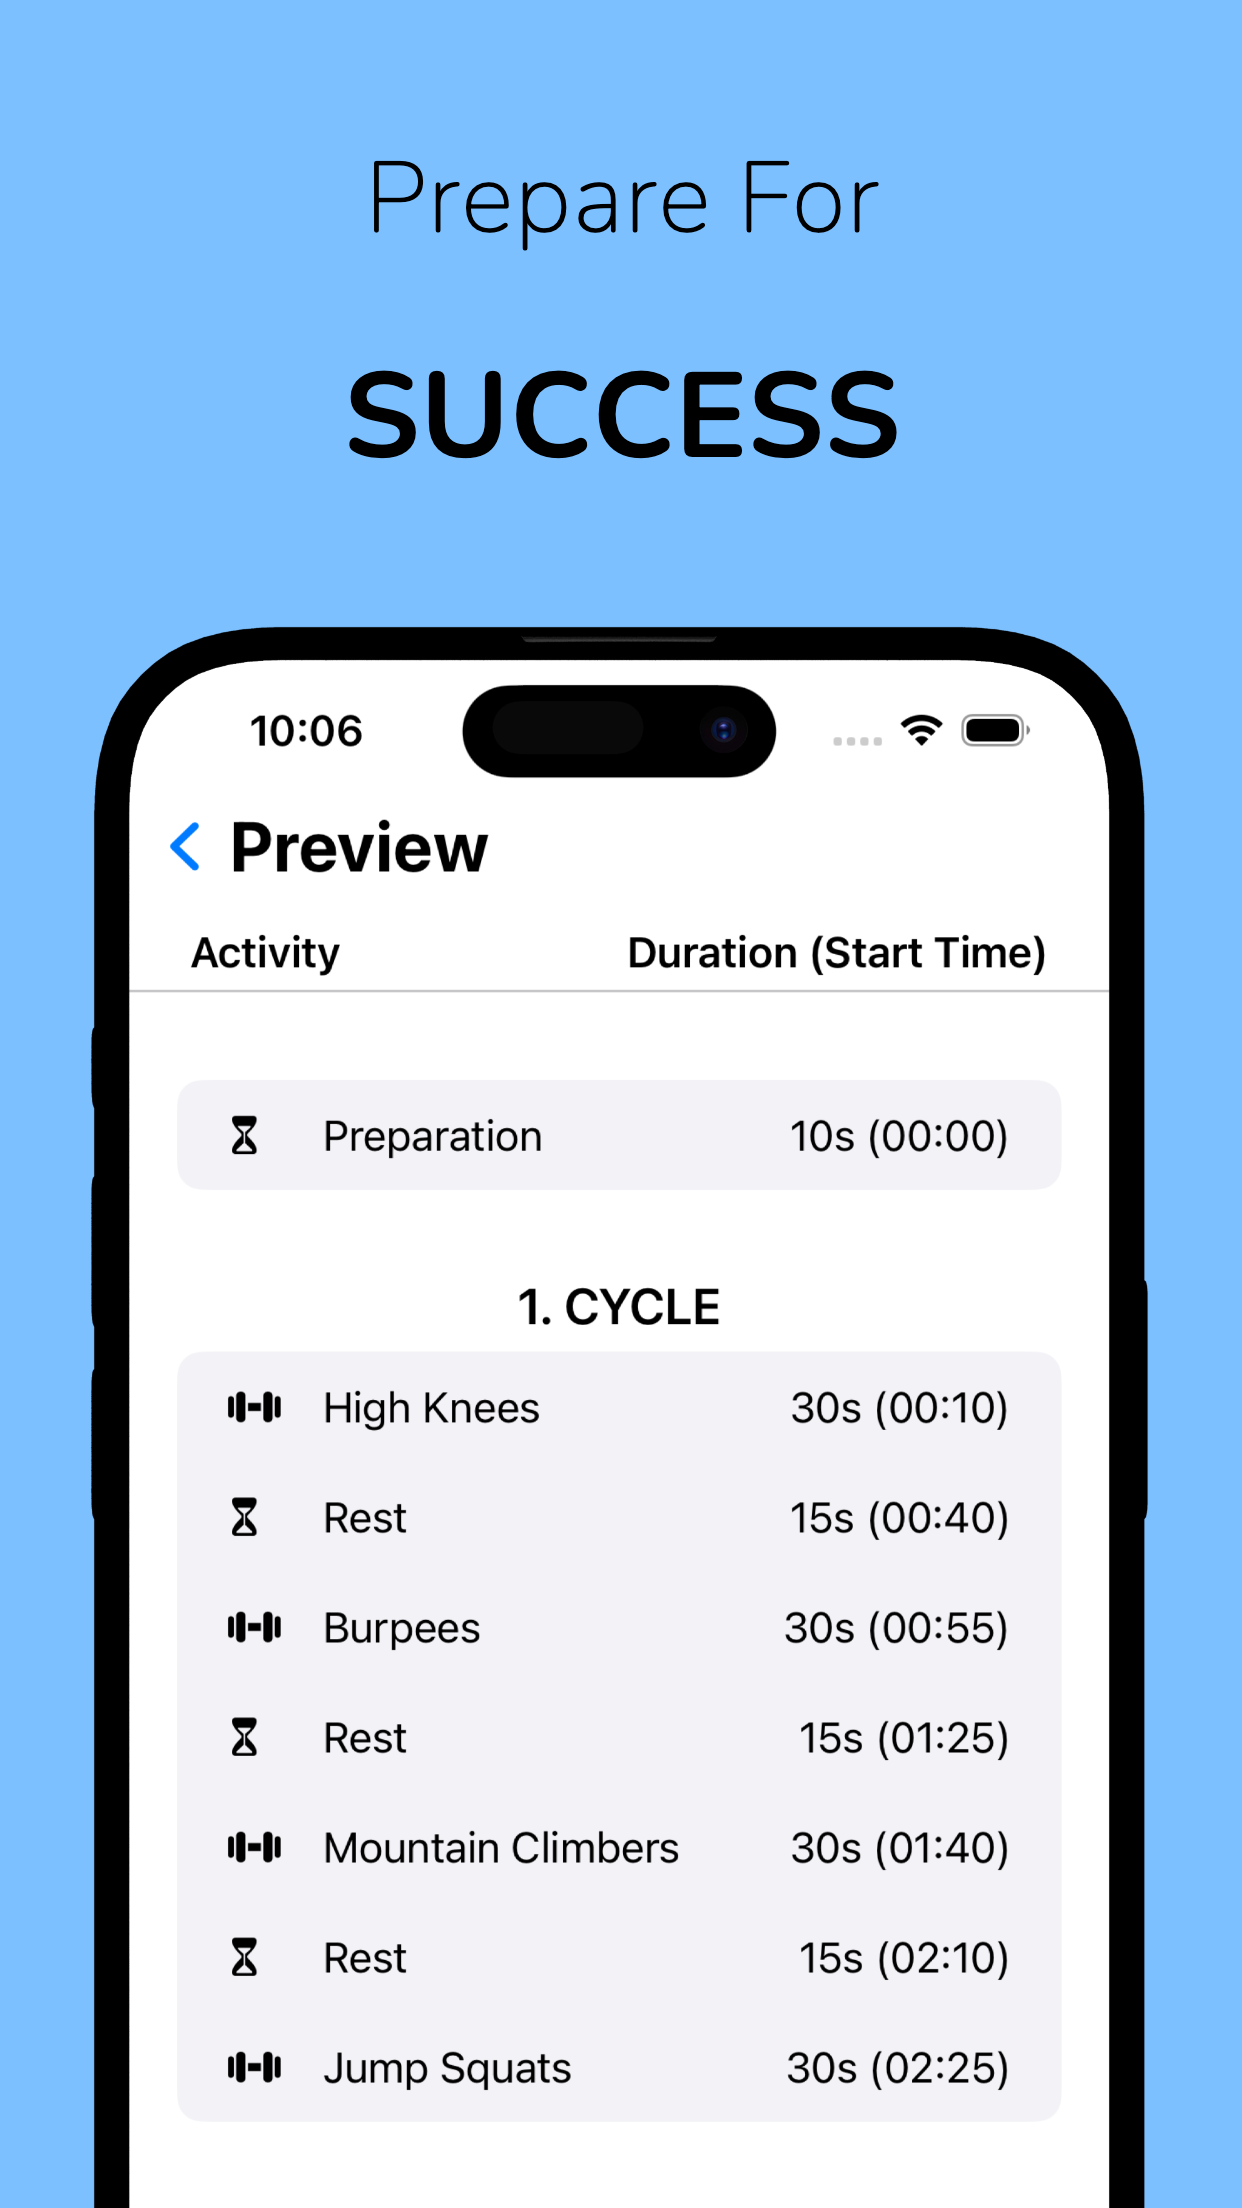 Prepare For
SUCCESS
10:06
Preview
Activity Duration (Start Time)
Preparation 10s (00:00)
1. CYCLE
High Knees 30s (00:10)
Rest 15s (00:40)
Burpees 30s (00:55)
Rest 15s (01:25)
Mountain Climbers 30s (01:40)
Rest 15s (02:10)
Jump Squats 30s (02:25)